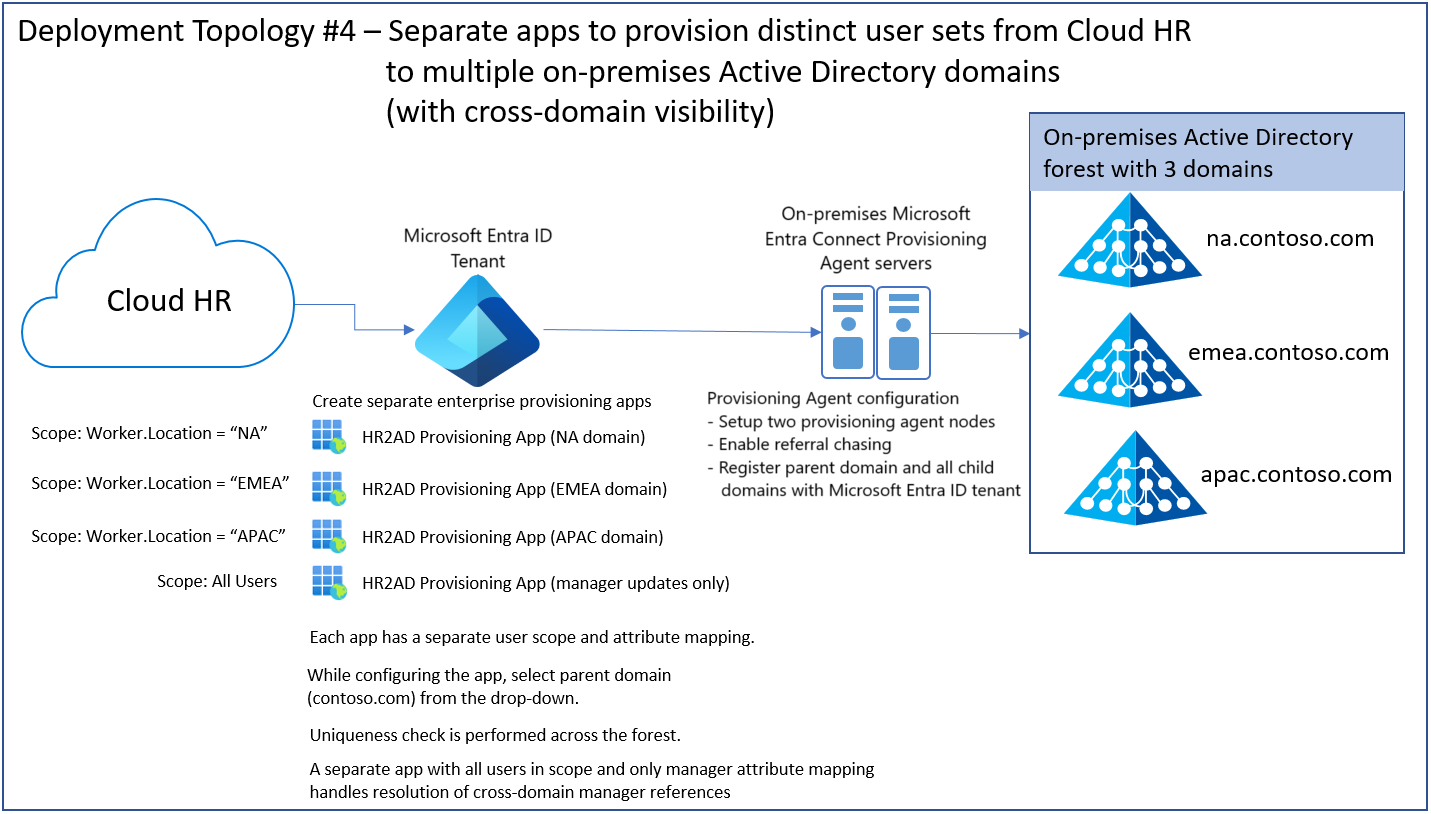 Deployment Topology #4 – Separate apps to provision distinct user sets from Cloud HR
to multiple on-premises Active Directory domains
(with cross-domain visibility)
Cloud HR
Microsoft Entra ID
Tenant
On-premises Microsoft
Entra Connect Provisioning
Agent servers
On-premises Active Directory
forest with 3 domains
na.contoso.com
emea.contoso.com
apac.contoso.com
Create separate enterprise provisioning apps
Scope: Worker.Location = “NA”
HR2AD Provisioning App (NA domain)
Scope: Worker.Location = “EMEA”
HR2AD Provisioning App (EMEA domain)
Scope: Worker.Location = “APAC”
HR2AD Provisioning App (APAC domain)
Scope: All Users
HR2AD Provisioning App (manager updates only)
Provisioning Agent configuration
- Setup two provisioning agent nodes
- Enable referral chasing
- Register parent domain and all child
domains with Microsoft Entra ID tenant
Each app has a separate user scope and attribute mapping.
While configuring the app, select parent domain
(contoso.com) from the drop-down.
Uniqueness check is performed across the forest.
A separate app with all users in scope and only manager attribute mapping
handles resolution of cross-domain manager references